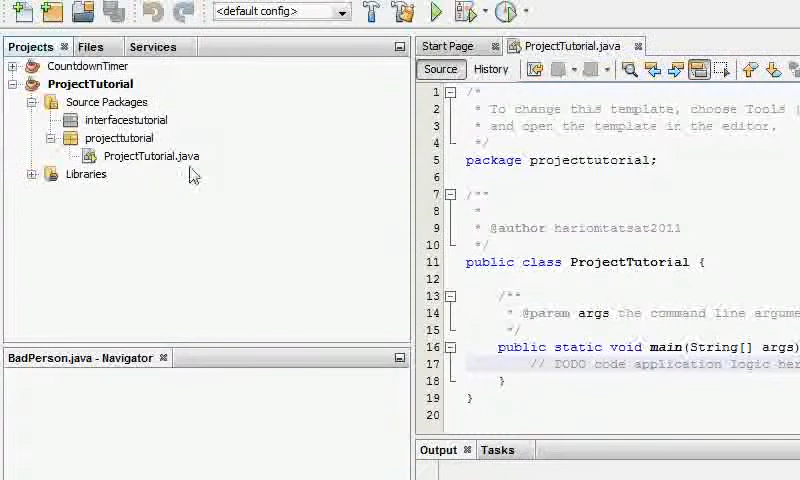 <default config>
Projects
Files
Services
CountdownTimer
ProjectTutorial
Source Packages
interfacestutorial
projecttutorial
ProjectTutorial.java
Libraries
BadPerson.java - Navigator
Start Page
ProjectTutorial.java
Source
History
1 /*
2 * To change this template, choose Tools |
3 * and open the template in the editor.
4 */
5 package projecttutorial;
6
7 /**
8 *
9 * @author hariomtatsat2011
10 */
11 public class ProjectTutorial {
12
13 /**
14 * @param args the command line argume
15 */
16 public static void main(String[] args)
17 // DODO code application logic her
18 }
19 }
20
Output
Tasks